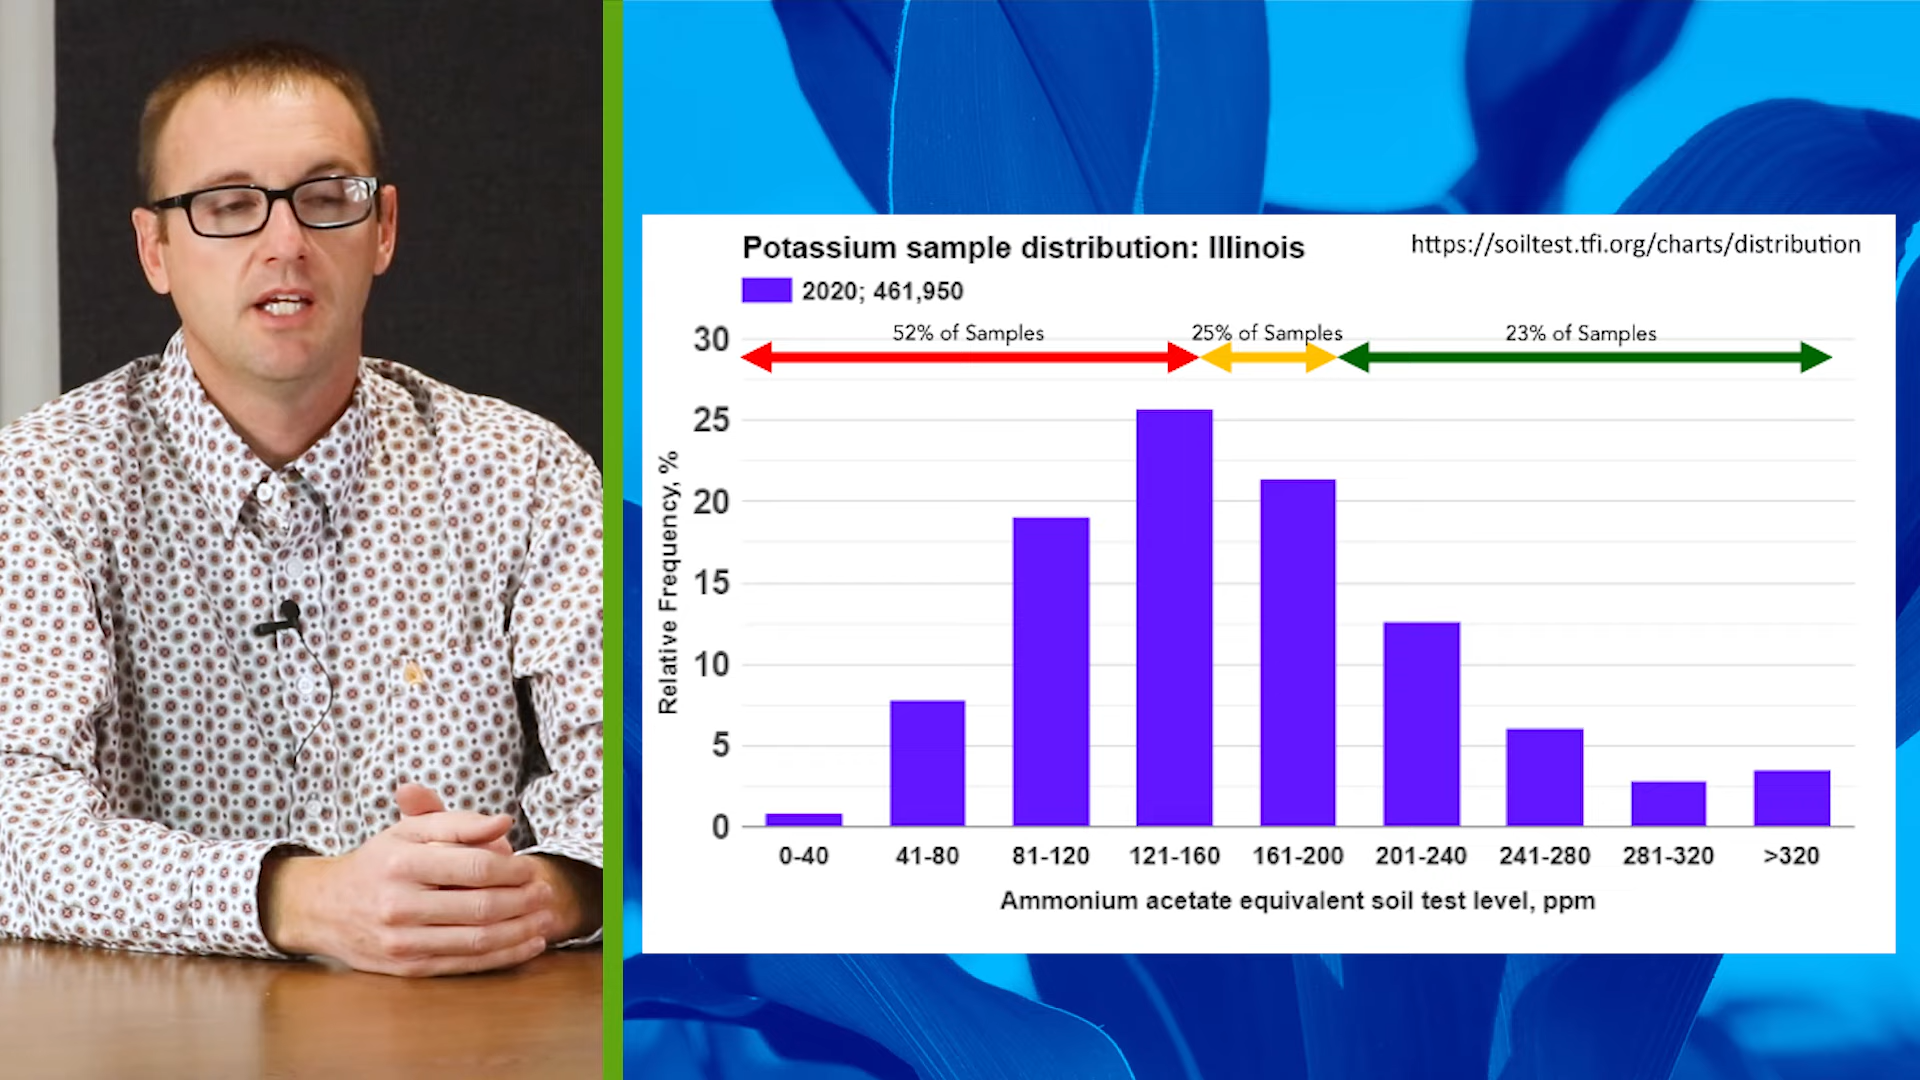 Potassium sample distribution: Illinois
https://soiltest.tfi.org/charts/distribution
2020; 461,950
52% of Samples
25% of Samples
23% of Samples
30
25
20
15
10
5
0
Relative Frequency, %
0-40
41-80
81-120
121-160
161-200
201-240
241-280
281-320
>320
Ammonium acetate equivalent soil test level, ppm